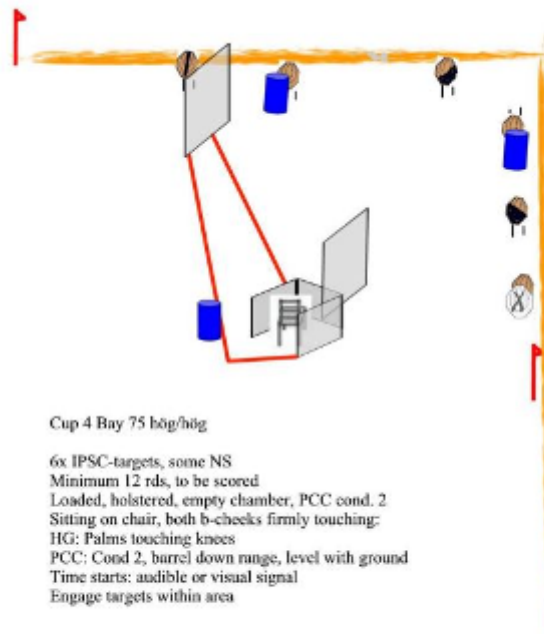 Cup 4 Bay 75 hög/hög
6x IPSC-targets, some NS
Minimum 12 rds, to be scored
Loaded, holstered, empty chamber, PCC cond. 2
Sitting on chair, both b-cheeks firmly touching:
HG: Palms touching knees
PCC: Cond 2, barrel down range, level with ground
Time starts: audible or visual signal
Engage targets within area